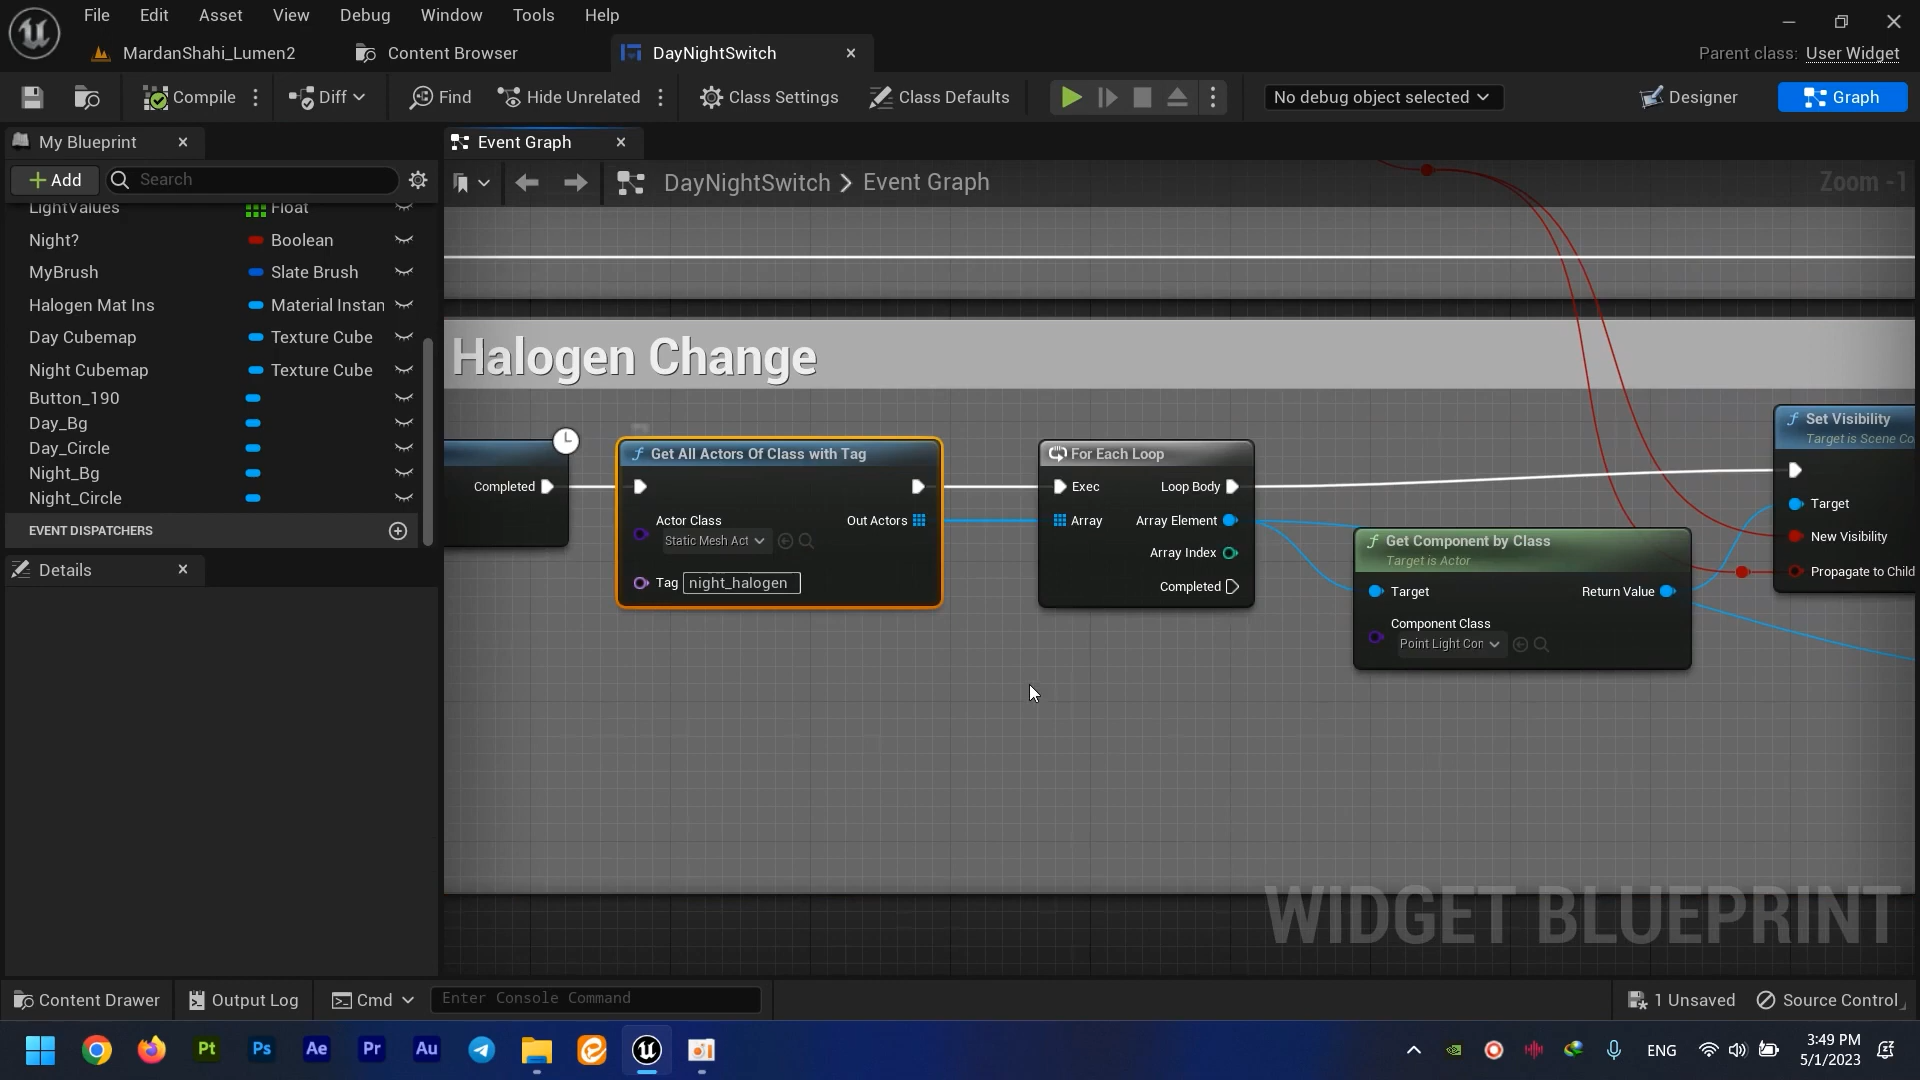 File Edit Asset View Debug Window Tools Help
MardanShahi_Lumen2 Content Browser DayNightSwitch Parent class: User Widget
Compile Diff Find Hide Unrelated Class Settings Class Defaults No debug object selected Designer Graph
My Blueprint Event Graph
Add Search DayNightSwitch > Event Graph Zoom -1
LightValues Float
Night? Boolean
MyBrush Slate Brush
Halogen Mat Ins Material Instan
Day Cubemap Texture Cube
Night Cubemap Texture Cube
Button_190
Day_Bg
Day_Circle
Night_Bg
Night_Circle
EVENT DISPATCHERS
Details
Halogen Change
Completed
Get All Actors Of Class with Tag
Actor Class Out Actors
Static Mesh Act
Tag night_halogen
For Each Loop
Exec Loop Body
Array Array Element
Array Index
Completed
Get Component by Class
Target is Actor
Target Return Value
Component Class
Point Light Con
Set Visibility
Target is Scene Co
Target
New Visibility
Propagate to Child
WIDGET BLUEPRINT
Content Drawer Output Log Cmd Enter Console Command 1 Unsaved Source Control
Pt Ps Ae Pr Au ENG 3:49 PM
5/1/2023